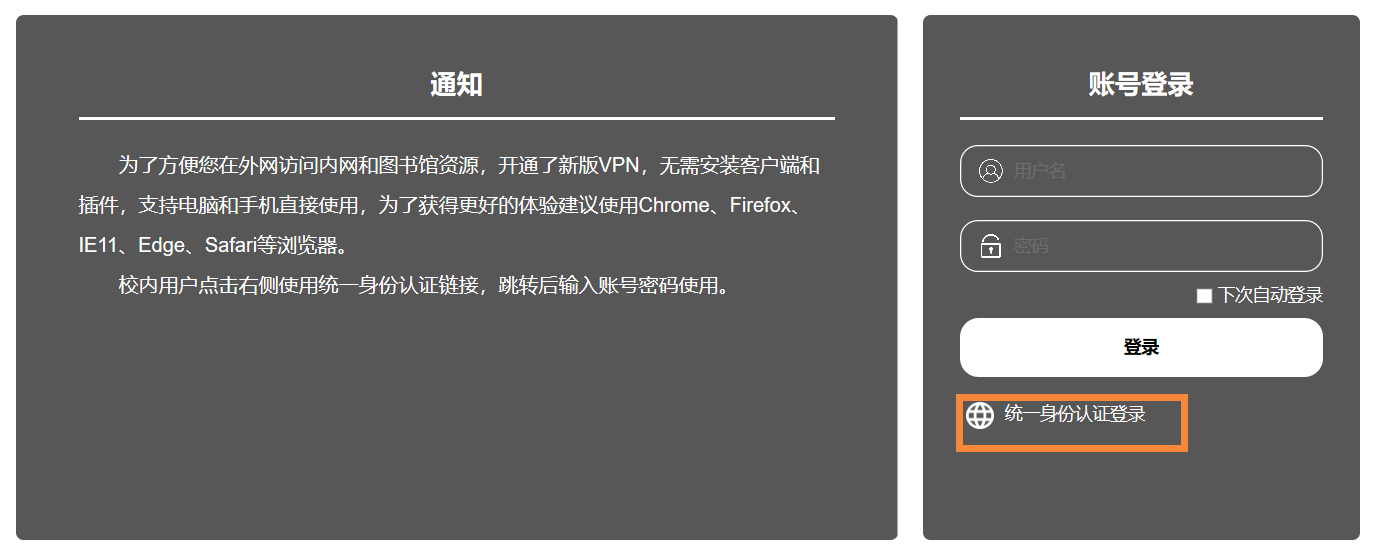 通知
为了方便您在外网访问内网和图书馆资源，开通了新版VPN，无需安装客户端和
插件，支持电脑和手机直接使用，为了获得更好的体验建议使用Chrome、Firefox、
IE11、Edge、Safari等浏览器。
校内用户点击右侧使用统一身份认证链接，跳转后输入账号密码使用。
账号登录
用户名
密码
下次自动登录
登录
统一身份认证登录